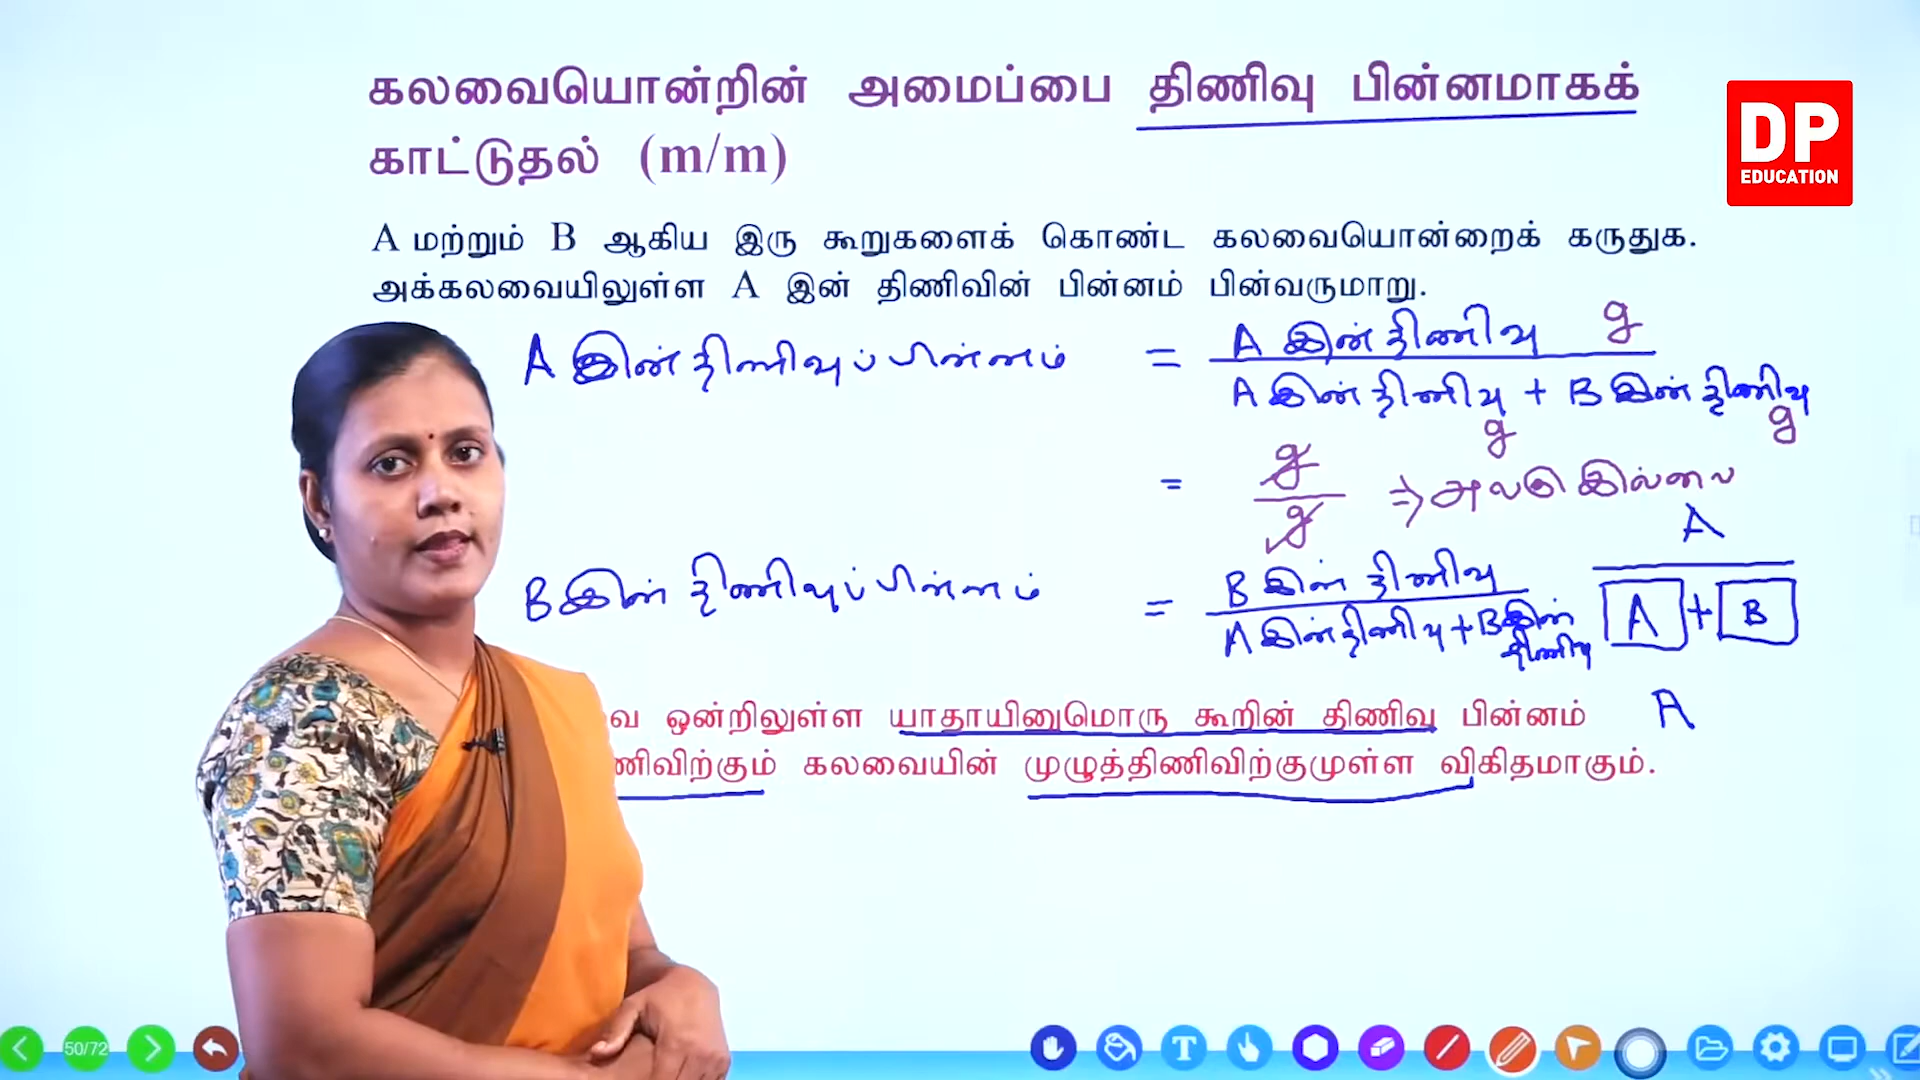 கலவையொன்றின் அமைப்பை திணிவு பின்னமாகக்
காட்டுதல் (m/m)
DP
EDUCATION
A மற்றும் B ஆகிய இரு கூறுகளைக் கொண்ட கலவையொன்றைக் கருதுக.
அக்கலவையிலுள்ள A இன் திணிவின் பின்னம் பின்வருமாறு.
A இன் திணிவுப் பின்னம் = A இன் திணிவு g
A இன் திணிவு + B இன் திணிவு
g g
= g ⇒ அலகு இல்லை
g
A
B இன் திணிவுப் பின்னம் = B இன் திணிவு
A இன் திணிவு + B இன் திணிவு
A + B
ஒன்றிலுள்ள யாதாயினுமொரு கூறின் திணிவு பின்னம் A
கலவையின் முழுத்திணிவிற்குமுள்ள விகிதமாகும்.
50/72